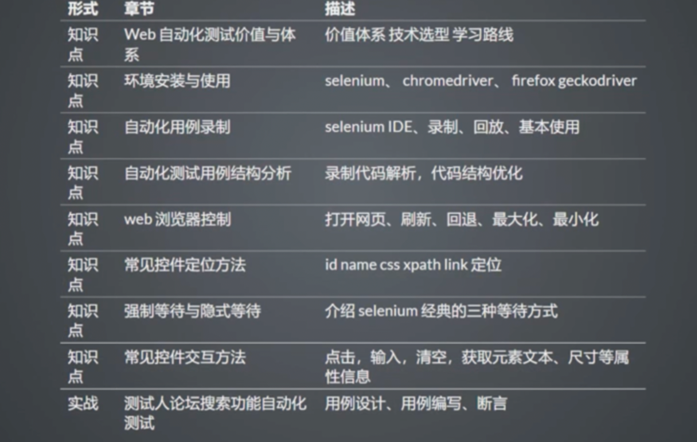 形式 章节 描述
知识点 Web 自动化测试价值与体系 价值体系 技术选型 学习路线
知识点 环境安装与使用 selenium、 chromedriver、 firefox geckodriver
知识点 自动化用例录制 selenium IDE、录制、回放、基本使用
知识点 自动化测试用例结构分析 录制代码解析，代码结构优化
知识点 web 浏览器控制 打开网页、刷新、回退、最大化、最小化
知识点 常见控件定位方法 id name css xpath link 定位
知识点 强制等待与隐式等待 介绍 selenium 经典的三种等待方式
知识点 常见控件交互方法 点击，输入，清空，获取元素文本、尺寸等属性信息
实战 测试人论坛搜索功能自动化测试 用例设计、用例编写、断言